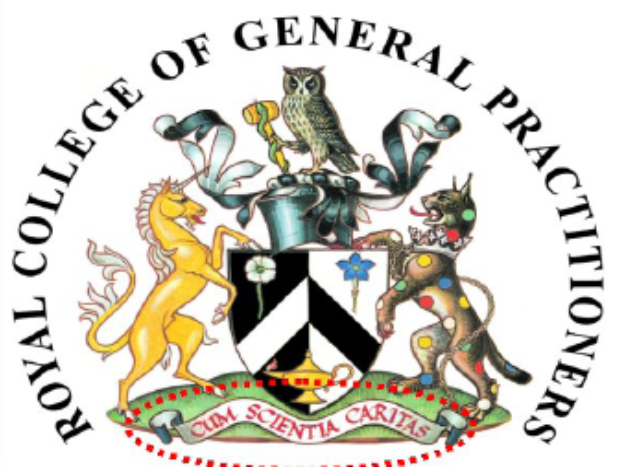 ROYAL COLLEGE OF GENERAL PRACTITIONERS
CUM SCIENTIA CARITAS